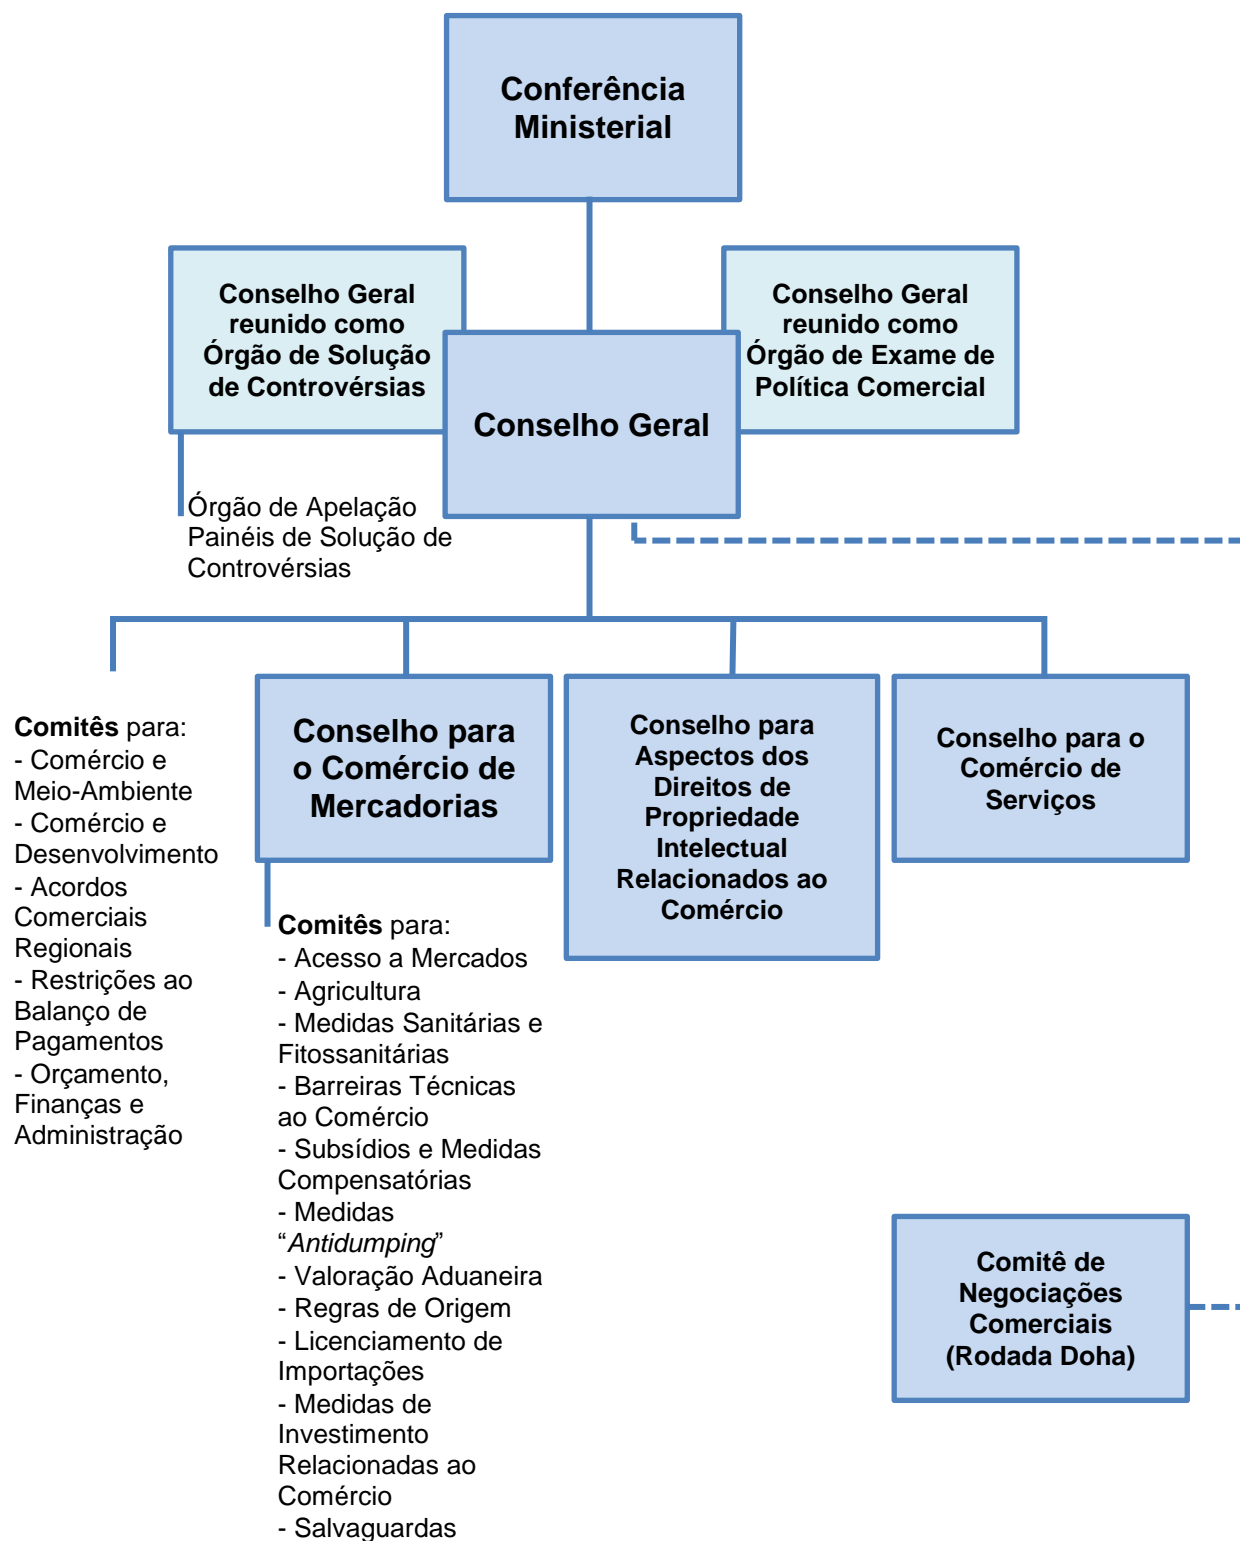 Conferência
Ministerial
Conselho Geral
reunido como
Órgão de Solução
de Controvérsias
Conselho Geral
reunido como
Órgão de Exame de
Política Comercial
Conselho Geral
Órgão de Apelação
Painéis de Solução de
Controvérsias
Comitês para:
- Comércio e
Meio-Ambiente
- Comércio e
Desenvolvimento
- Acordos
Comerciais
Regionais
- Restrições ao
Balanço de
Pagamentos
- Orçamento,
Finanças e
Administração
Conselho para
o Comércio de
Mercadorias
Comitês para:
- Acesso a Mercados
- Agricultura
- Medidas Sanitárias e
Fitossanitárias
- Barreiras Técnicas
ao Comércio
- Subsídios e Medidas
Compensatórias
- Medidas
“Antidumping”
- Valoração Aduaneira
- Regras de Origem
- Licenciamento de
Importações
- Medidas de
Investimento
Relacionadas ao
Comércio
- Salvaguardas
Conselho para
Aspectos dos
Direitos de
Propriedade
Intelectual
Relacionados ao
Comércio
Conselho para o
Comércio de
Serviços
Comitê de
Negociações
Comerciais
(Rodada Doha)